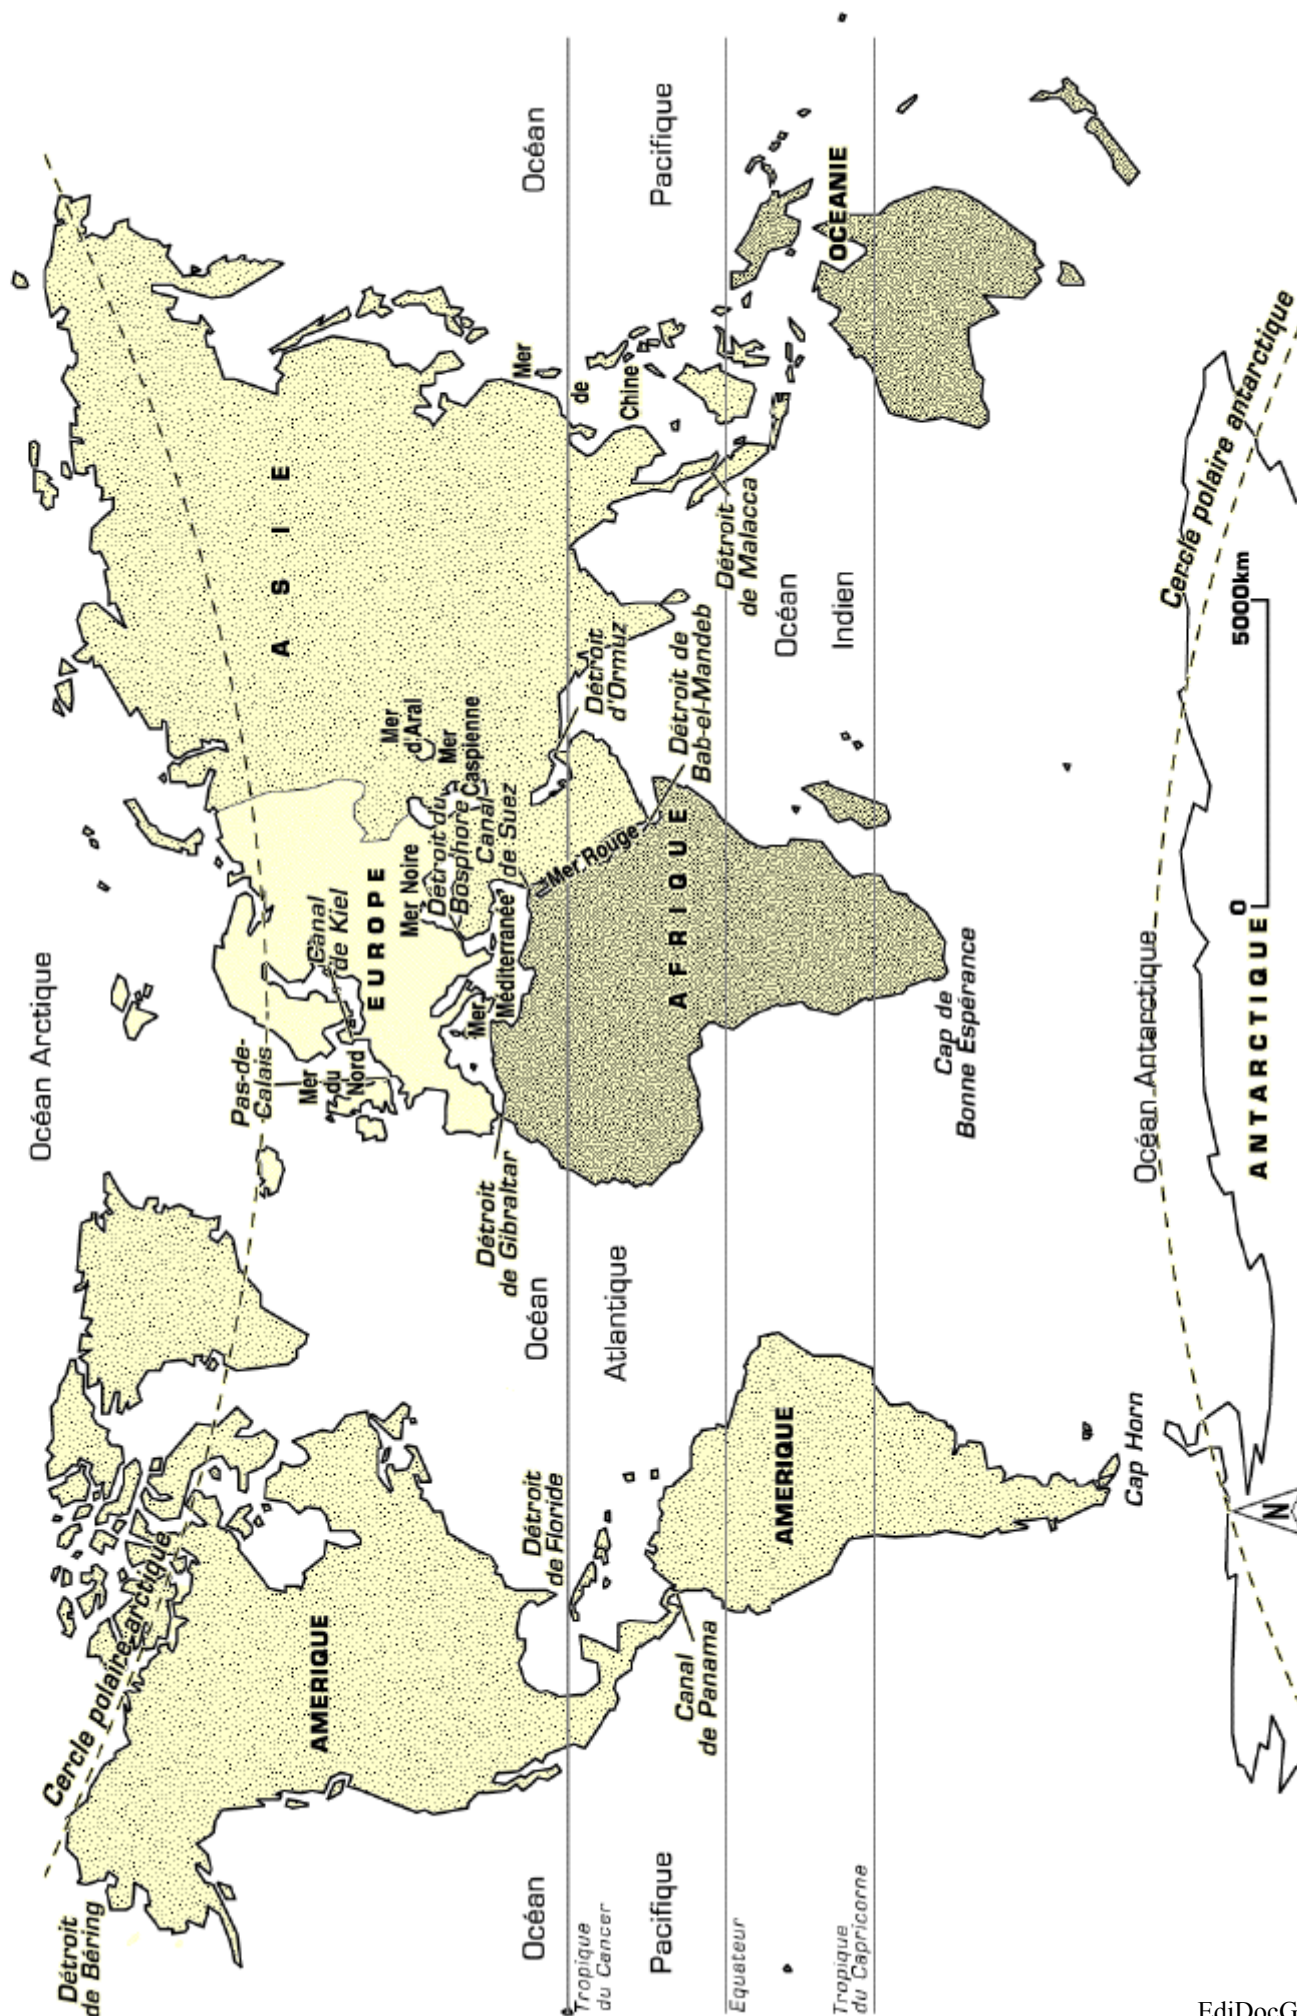 Océan Arctique
Cercle polaire arctique
Détroit
de Béring
AMERIQUE
Pas-de-
Calais
Mer
du
Nord
Canal
de Kiel
EUROPE
A S I E
Mer Noire
Détroit du
Bosphore
Mer
d'Aral
Mer
Caspienne
Canal
de Suez
Mer
Méditerranée
Détroit
de Gibraltar
Détroit
de Floride
Océan
Atlantique
Océan
Pacifique
Tropique
du Cancer
Canal
de Panama
Equateur
AMERIQUE
Tropique
du Capricorne
Mer Rouge
AFRIQUE
Détroit
d'Ormuz
Détroit de
Bab-el-Mandeb
Mer
de
Chine
Océan
Pacifique
Détroit
de Malacca
Océan
Indien
OCEANIE
Cap de
Bonne Espérance
Cap Horn
Océan Antarctique
Cercle polaire antarctique
ANTARCTIQUE
0
5000km
N
EdiDocG